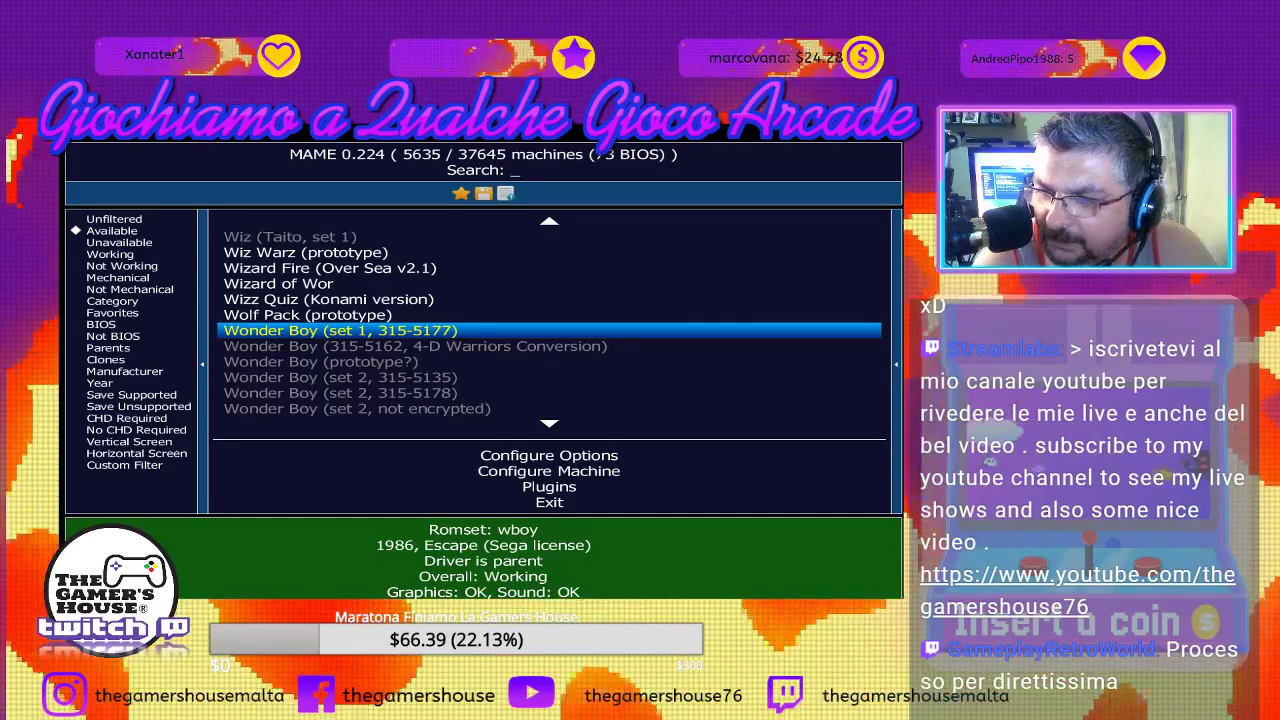 Xanater1
marcovana: $24.28
AndreaPipo1988: 5
Giochiamo a Qualche Gioco Arcade
MAME 0.224 ( 5635 / 37645 machines (73 BIOS) )
Search: _
Unfiltered
Available
Unavailable
Working
Not Working
Mechanical
Not Mechanical
Category
Favorites
BIOS
Not BIOS
Parents
Clones
Manufacturer
Year
Save Supported
Save Unsupported
CHD Required
No CHD Required
Vertical Screen
Horizontal Screen
Custom Filter
Wiz (Taito, set 1)
Wiz Warz (prototype)
Wizard Fire (Over Sea v2.1)
Wizard of Wor
Wizz Quiz (Konami version)
Wolf Pack (prototype)
Wonder Boy (set 1, 315-5177)
Wonder Boy (315-5162, 4-D Warriors Conversion)
Wonder Boy (prototype?)
Wonder Boy (set 2, 315-5135)
Wonder Boy (set 2, 315-5178)
Wonder Boy (set 2, not encrypted)
Configure Options
Configure Machine
Plugins
Exit
Romset: wboy
1986, Escape (Sega license)
Driver is parent
Overall: Working
Graphics: OK, Sound: OK
xD
Streamlabs: > iscrivetevi al
mio canale youtube per
rivedere le mie live e anche del
bel video . subscribe to my
youtube channel to see my live
shows and also some nice
video .
https://www.youtube.com/the
gamershouse76
Insert a coin $
GameplayRetroWorld: Proces
so per direttissima
THE
GAMER'S
HOUSE®
twitch
Maratona Finiamo La Gamers House
$66.39 (22.13%)
$0
$300
thegamershousemalta
thegamershouse
thegamershouse76
thegamershousemalta